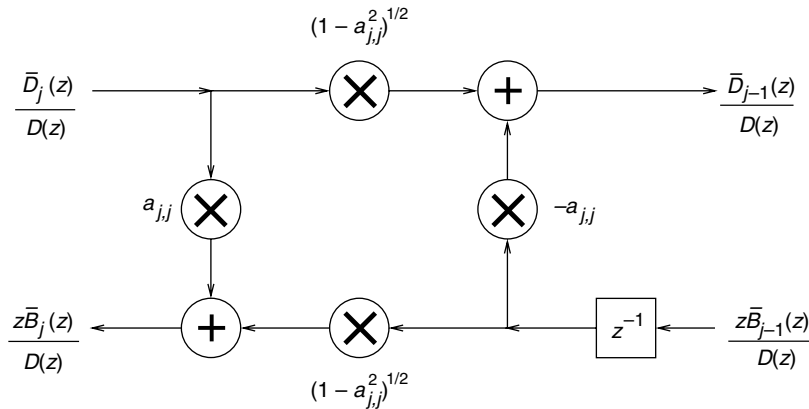 (1 – a²_{j,j})^{1/2}
D̄_j (z)
D(z)
+
D̄_{j–1}(z)
D(z)
a_{j,j}
–a_{j,j}
zB̄_j (z)
D(z)
+
z^{–1}
zB̄_{j–1}(z)
D(z)
(1 – a²_{j,j})^{1/2}